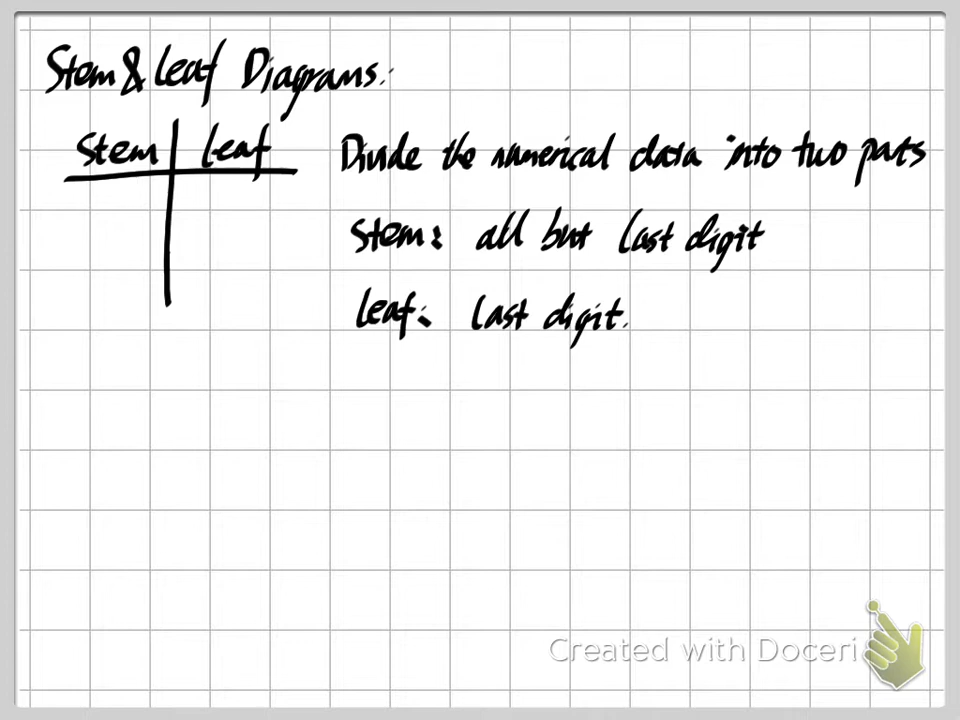 Stem & Leaf Diagrams:
Stem Leaf Divide the numerical data into two parts
Stem: all but last digit
Leaf: last digit.
Created with Doceri